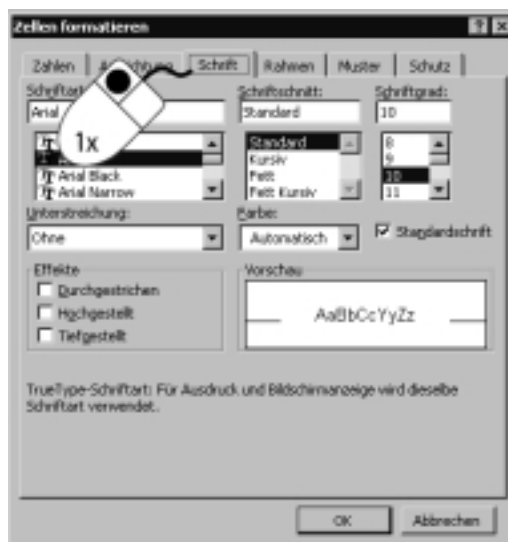 Zellen formatieren
Zahlen Schrift Rahmen Muster Schutz
Schriftschnitt: Schriftgrad:
Arial Standard 10
1x
Standard 8
Kursiv 9
Arial Black Fett 10
Arial Narrow Fett Kursiv 11
Unterstreichung: Farbe:
Ohne Automatisch Standardschrift
Effekte Vorschau
Durchgestrichen
Hochgestellt AaBbCcYyZz
Tiefgestellt
TrueType-Schriftart: Für Ausdruck und Bildschirmanzeige wird dieselbe
Schriftart verwendet.
OK Abbrechen